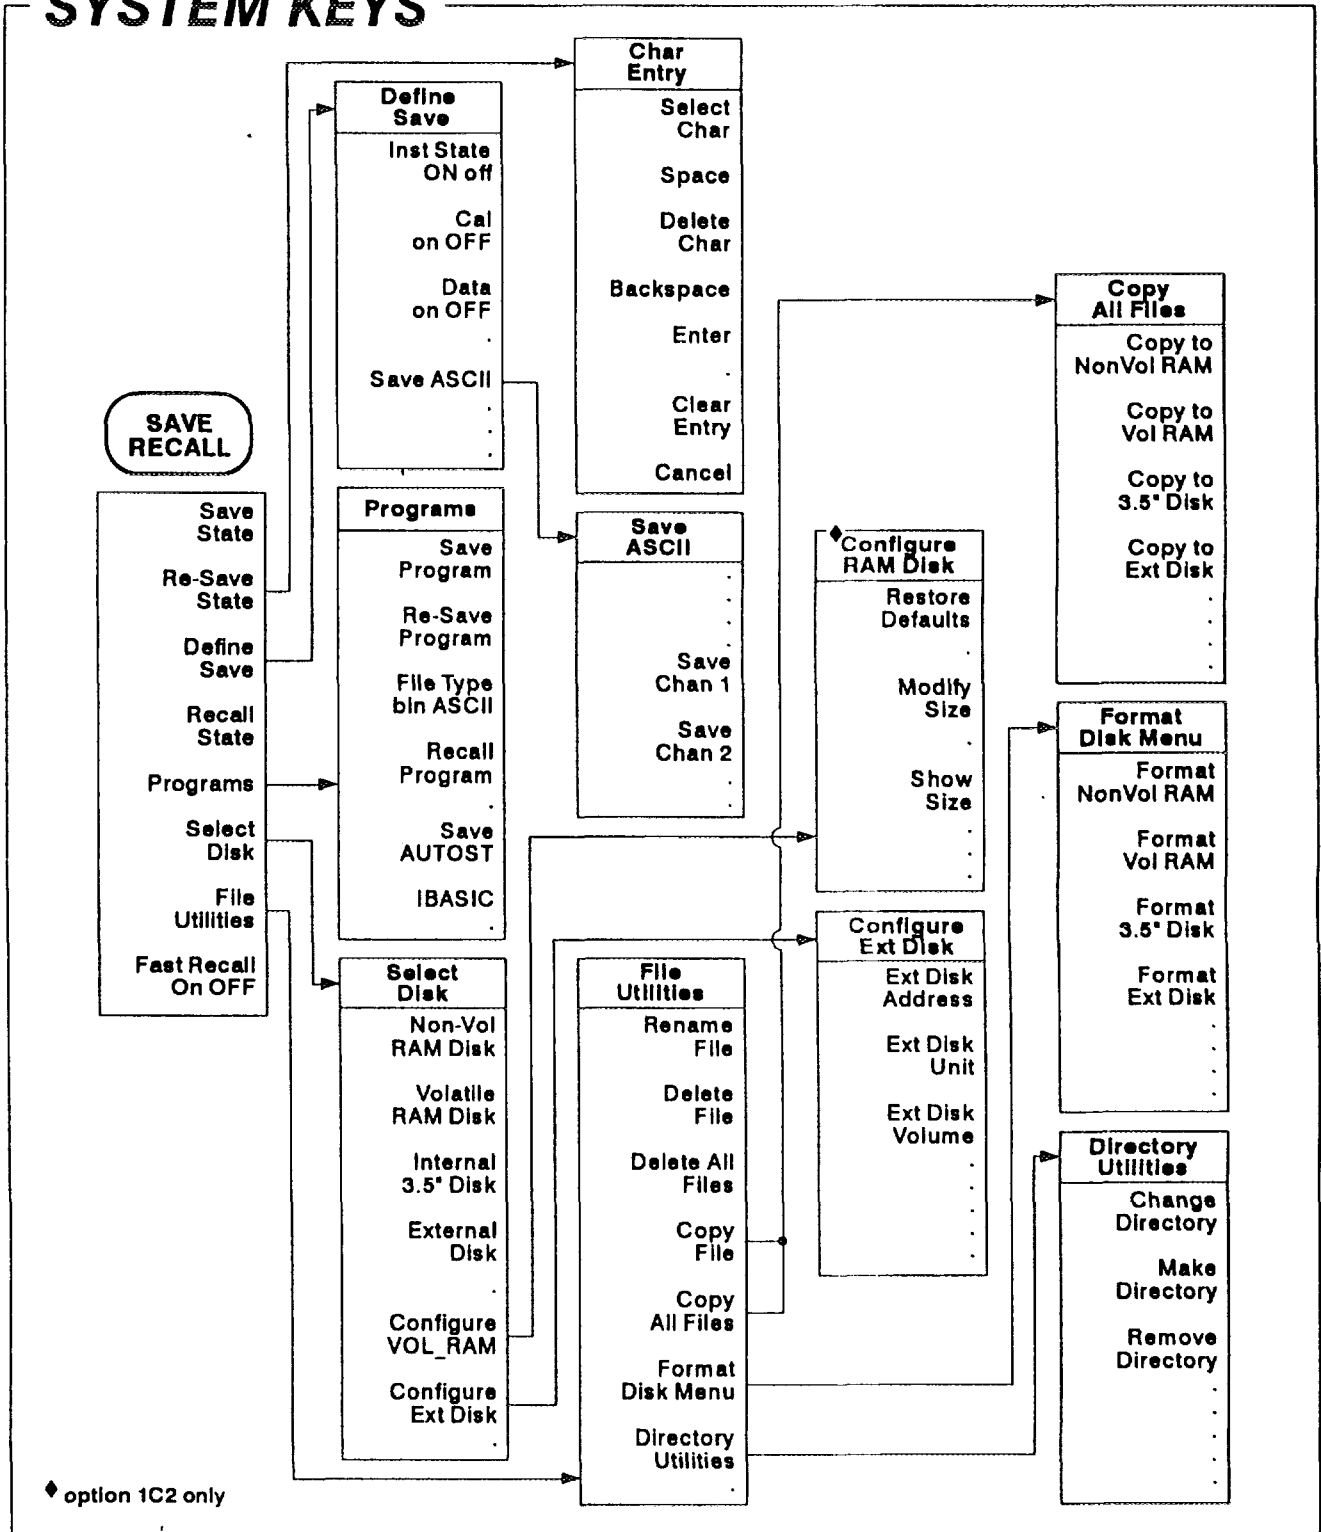 SYSTEM KEYS
SAVE
RECALL
Save
State
Re-Save
State
Define
Save
Recall
State
Programs
Select
Disk
File
Utilities
Fast Recall
On OFF
Define
Save
Inst State
ON off
Cal
on OFF
Data
on OFF
Save ASCII
Programs
Save
Program
Re-Save
Program
File Type
bin ASCII
Recall
Program
Save
AUTOST
IBASIC
Select
Disk
Non-Vol
RAM Disk
Volatile
RAM Disk
Internal
3.5" Disk
External
Disk
Configure
VOL_RAM
Configure
Ext Disk
Char
Entry
Select
Char
Space
Delete
Char
Backspace
Enter
Clear
Entry
Cancel
Save
ASCII
Save
Chan 1
Save
Chan 2
File
Utilities
Rename
File
Delete
File
Delete All
Files
Copy
File
Copy
All Files
Format
Disk Menu
Directory
Utilities
♦Configure
RAM Disk
Restore
Defaults
Modify
Size
Show
Size
Configure
Ext Disk
Ext Disk
Address
Ext Disk
Unit
Ext Disk
Volume
Copy
All Files
Copy to
NonVol RAM
Copy to
Vol RAM
Copy to
3.5" Disk
Copy to
Ext Disk
Format
Disk Menu
Format
NonVol RAM
Format
Vol RAM
Format
3.5" Disk
Format
Ext Disk
Directory
Utilities
Change
Directory
Make
Directory
Remove
Directory
♦ option 1C2 only